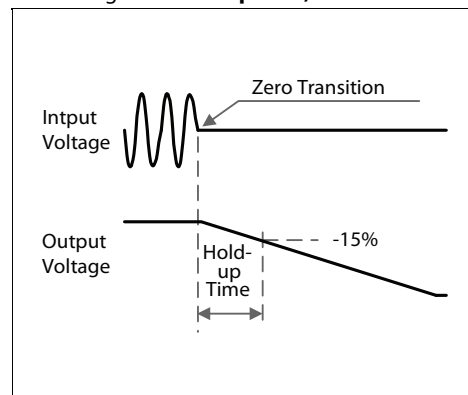 Zero Transition
Intput
Voltage
Output
Voltage
Hold-
up
Time
-15%